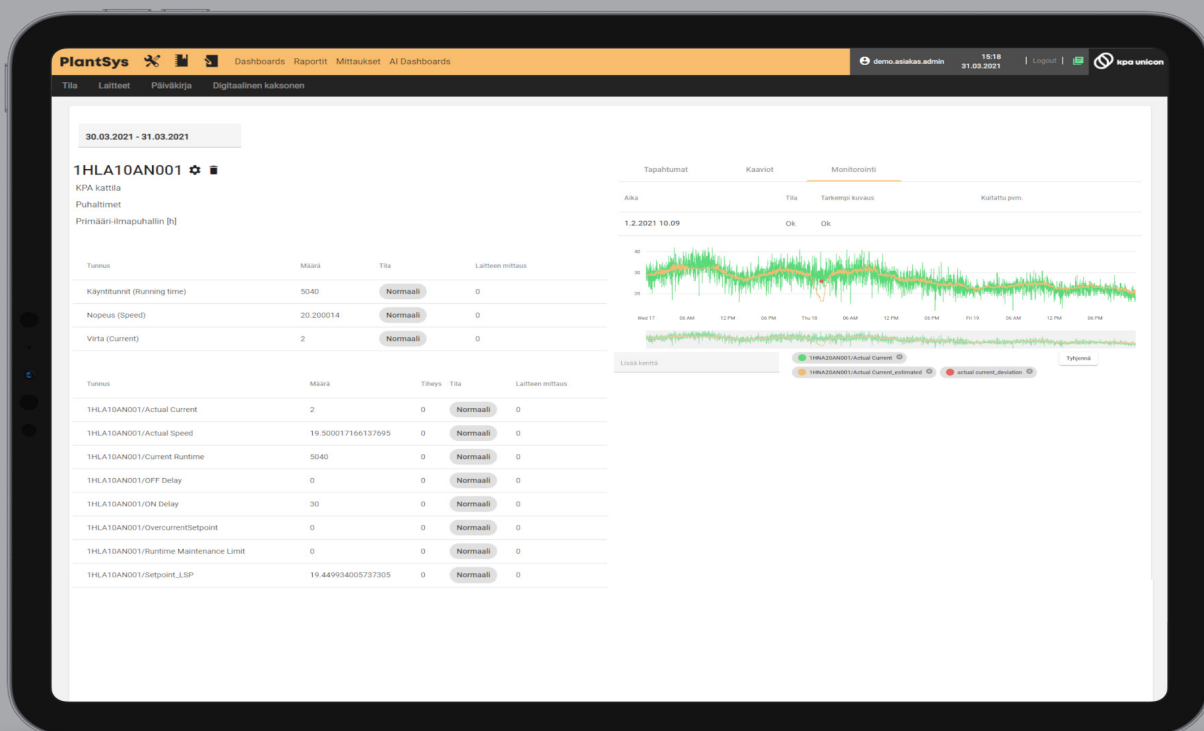 PlantSys Dashboards Raportit Mittaukset AI Dashboards demo.asiakas.admin 15:18 31.03.2021 | Logout | kpa unicon
Tila Laitteet Päiväkirja Digitaalinen kaksonen
30.03.2021 - 31.03.2021
1HLA10AN001
KPA kattila
Puhaltimet
Primääri-ilmapuhallin [h]
Tunnus Määrä Tila Laitteen mittaus
Käyntitunnit (Running time) 5040 Normaali 0
Nopeus (Speed) 20.200014 Normaali 0
Virta (Current) 2 Normaali 0
Tunnus Määrä Tiheys Tila Laitteen mittaus
1HLA10AN001/Actual Current 2 0 Normaali 0
1HLA10AN001/Actual Speed 19.500017166137695 0 Normaali 0
1HLA10AN001/Current Runtime 5040 0 Normaali 0
1HLA10AN001/OFF Delay 0 0 Normaali 0
1HLA10AN001/ON Delay 30 0 Normaali 0
1HLA10AN001/OvercurrentSetpoint 0 0 Normaali 0
1HLA10AN001/Runtime Maintenance Limit 0 0 Normaali 0
1HLA10AN001/Setpoint_LSP 19.449934005737305 0 Normaali 0
Tapahtumat Kaaviot Monitorointi
Aika Tila Tarkempi kuvaus Kuitattu pvm.
1.2.2021 10.09 Ok Ok
40
30
20
Wed 17 06 AM 12 PM 06 PM Thu 18 06 AM 12 PM 06 PM Fri 19 06 AM 12 PM 06 PM
Lisää kenttä 1HNA20AN001/Actual Current Tyhjennä
1HNA20AN001/Actual Current_estimated actual current_deviation